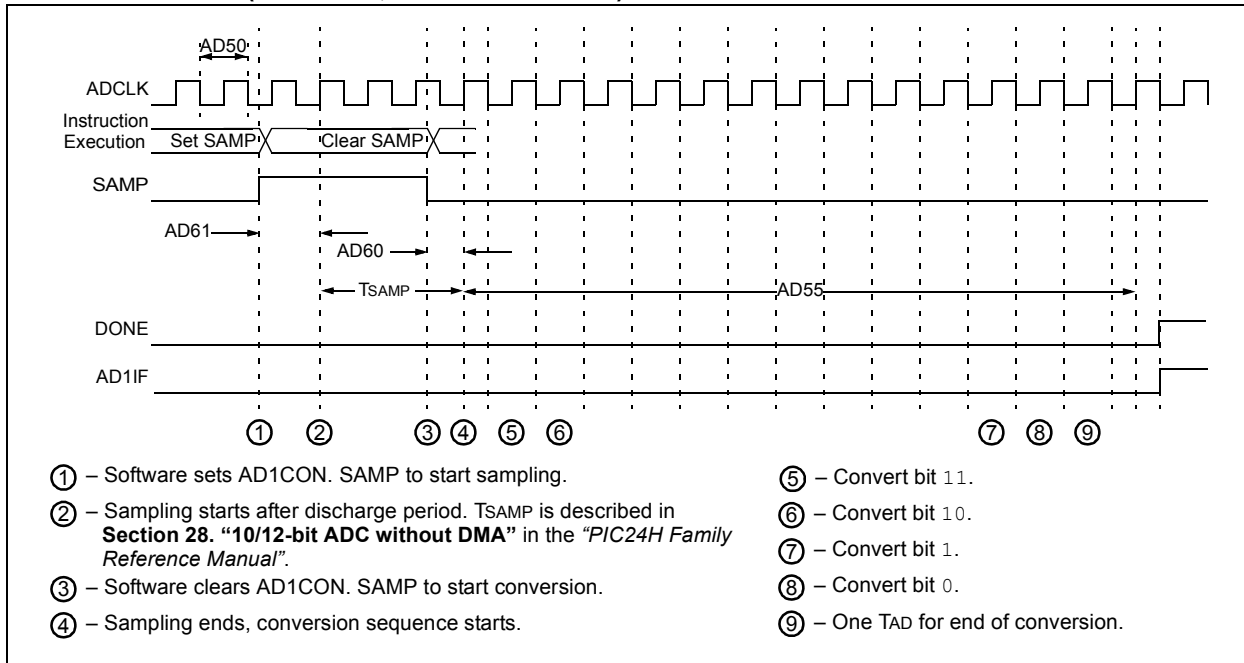 AD50
ADCLK
Instruction
Execution Set SAMP Clear SAMP
SAMP
AD61
AD60
TSAMP AD55
DONE
AD1IF
1 2 3 4 5 6 7 8 9
1 – Software sets AD1CON. SAMP to start sampling.
2 – Sampling starts after discharge period. TSAMP is described in
Section 28. “10/12-bit ADC without DMA” in the “PIC24H Family
Reference Manual”.
3 – Software clears AD1CON. SAMP to start conversion.
4 – Sampling ends, conversion sequence starts.
5 – Convert bit 11.
6 – Convert bit 10.
7 – Convert bit 1.
8 – Convert bit 0.
9 – One TAD for end of conversion.